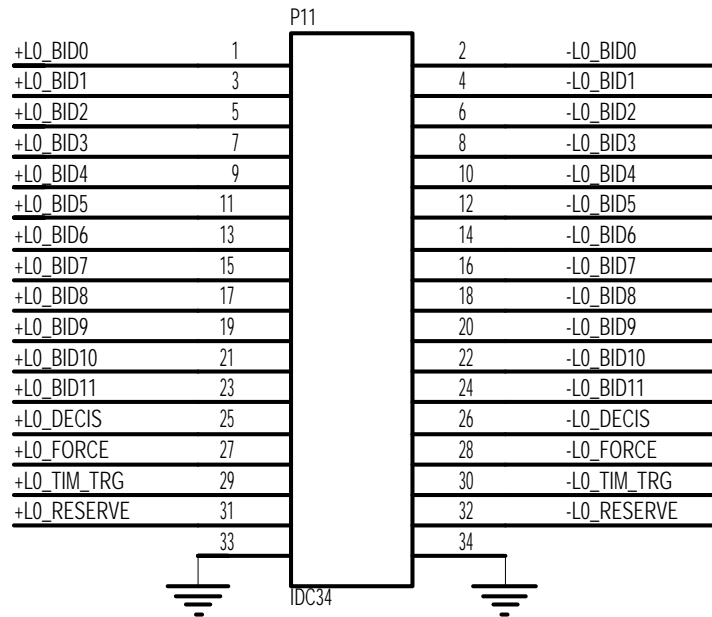 P11
+L0_BID0 1 2 -L0_BID0
+L0_BID1 3 4 -L0_BID1
+L0_BID2 5 6 -L0_BID2
+L0_BID3 7 8 -L0_BID3
+L0_BID4 9 10 -L0_BID4
+L0_BID5 11 12 -L0_BID5
+L0_BID6 13 14 -L0_BID6
+L0_BID7 15 16 -L0_BID7
+L0_BID8 17 18 -L0_BID8
+L0_BID9 19 20 -L0_BID9
+L0_BID10 21 22 -L0_BID10
+L0_BID11 23 24 -L0_BID11
+L0_DECIS 25 26 -L0_DECIS
+L0_FORCE 27 28 -L0_FORCE
+L0_TIM_TRG 29 30 -L0_TIM_TRG
+L0_RESERVE 31 32 -L0_RESERVE
33 34
IDC34